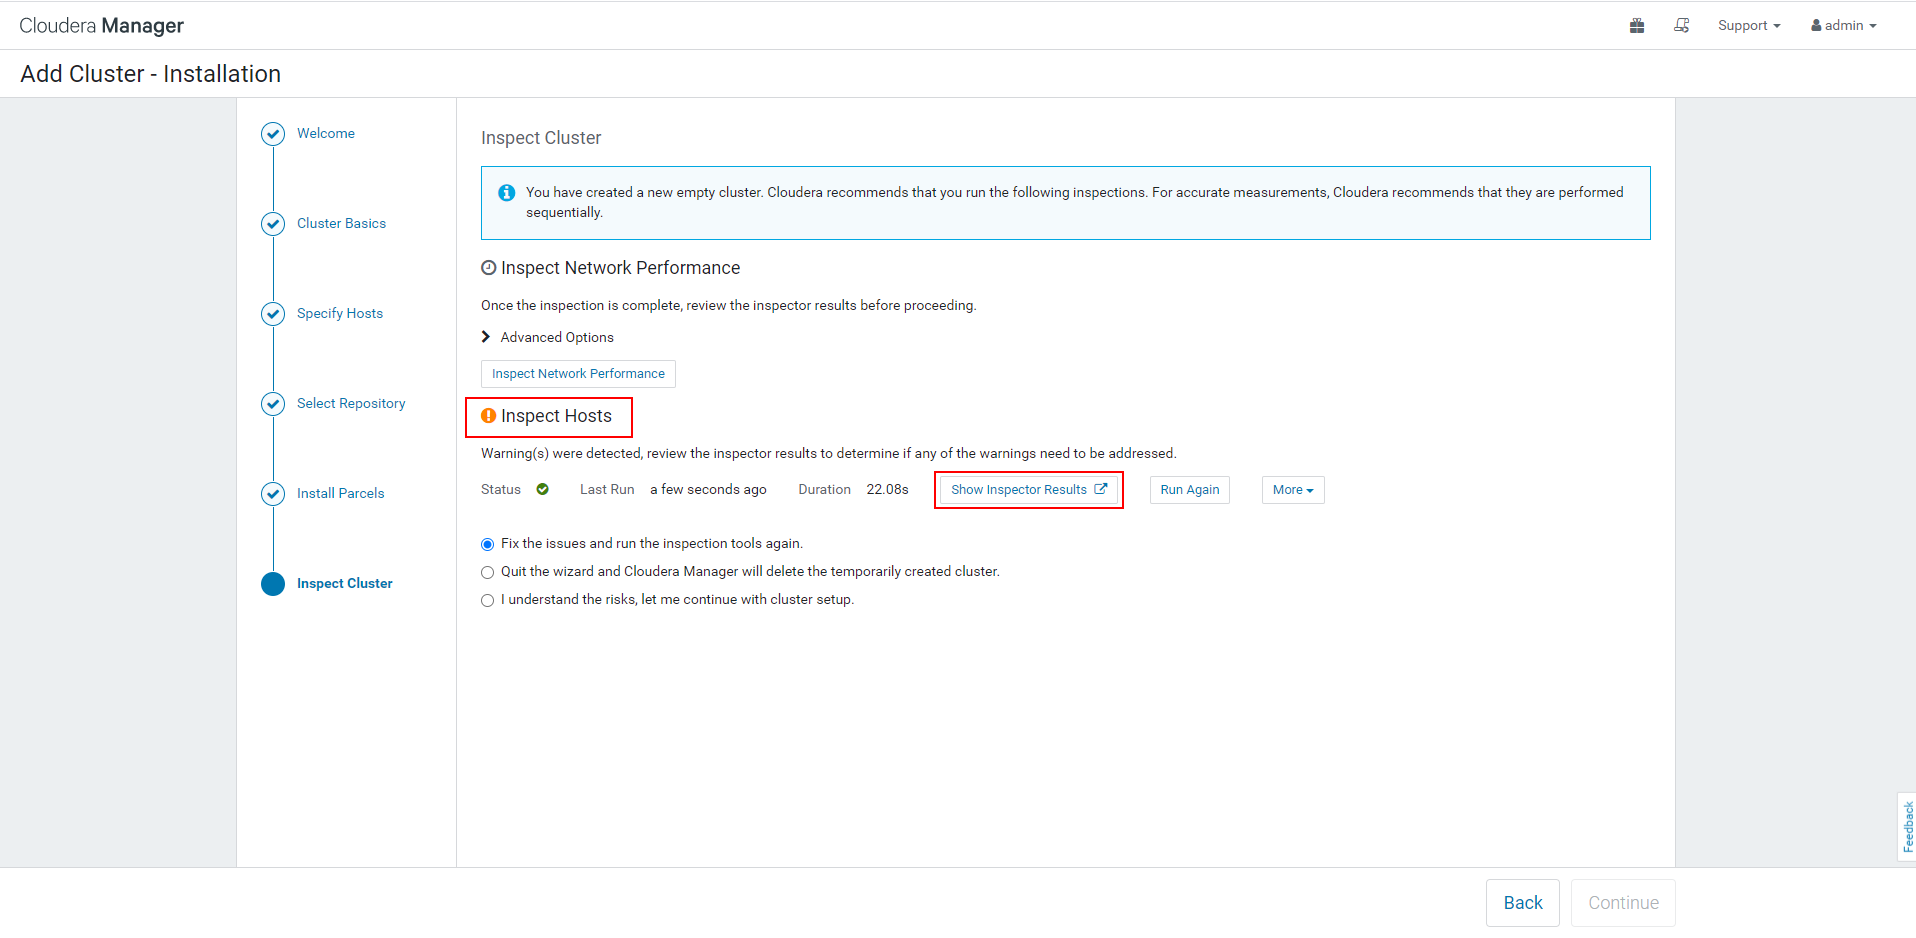 Cloudera Manager
Support
admin
Add Cluster - Installation
Welcome
Cluster Basics
Specify Hosts
Select Repository
Install Parcels
Inspect Cluster
Inspect Cluster
You have created a new empty cluster. Cloudera recommends that you run the following inspections. For accurate measurements, Cloudera recommends that they are performed
sequentially.
Inspect Network Performance
Once the inspection is complete, review the inspector results before proceeding.
Advanced Options
Inspect Network Performance
Inspect Hosts
Warning(s) were detected, review the inspector results to determine if any of the warnings need to be addressed.
Status Last Run a few seconds ago Duration 22.08s Show Inspector Results Run Again More
Fix the issues and run the inspection tools again.
Quit the wizard and Cloudera Manager will delete the temporarily created cluster.
I understand the risks, let me continue with cluster setup.
Feedback
Back
Continue